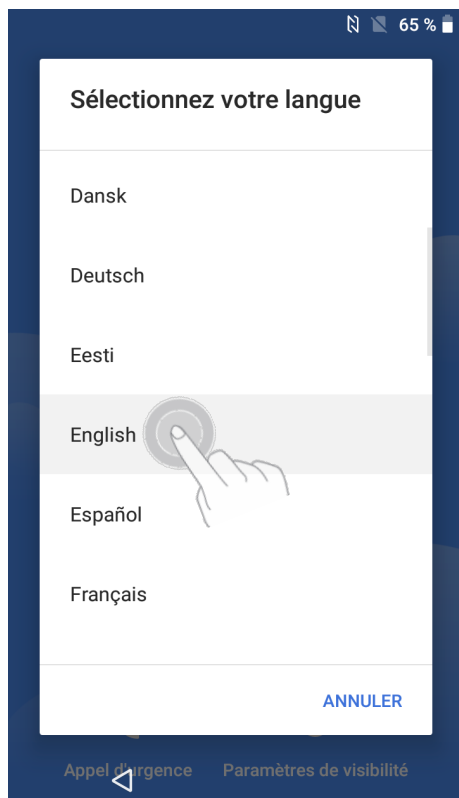 65 %
Sélectionnez votre langue
Dansk
Deutsch
Eesti
English
Español
Français
ANNULER
Appel d'urgence Paramètres de visibilité